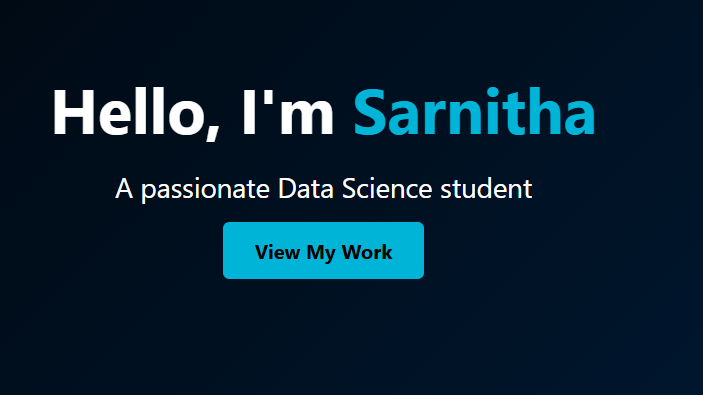 Hello, I'm Sarnitha
A passionate Data Science student
View My Work